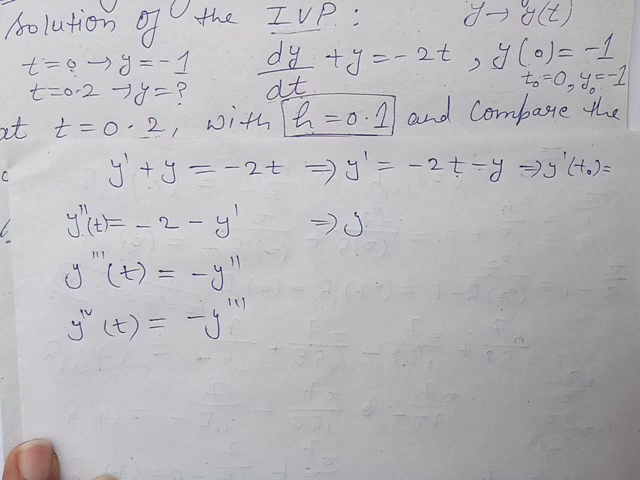 solution of the IVP: y → y(t)
t = 0 → y = -1 dy/dt + y = -2t, y(0) = -1
t = 0.2 → y = ? t₀ = 0, y₀ = -1
at t = 0.2, with h = 0.1 and compare the
y' + y = -2t ⇒ y' = -2t - y ⇒ y'(t₀) =
y''(t) = -2 - y' ⇒ y
y'''(t) = -y''
yⁱᵛ(t) = -y'''